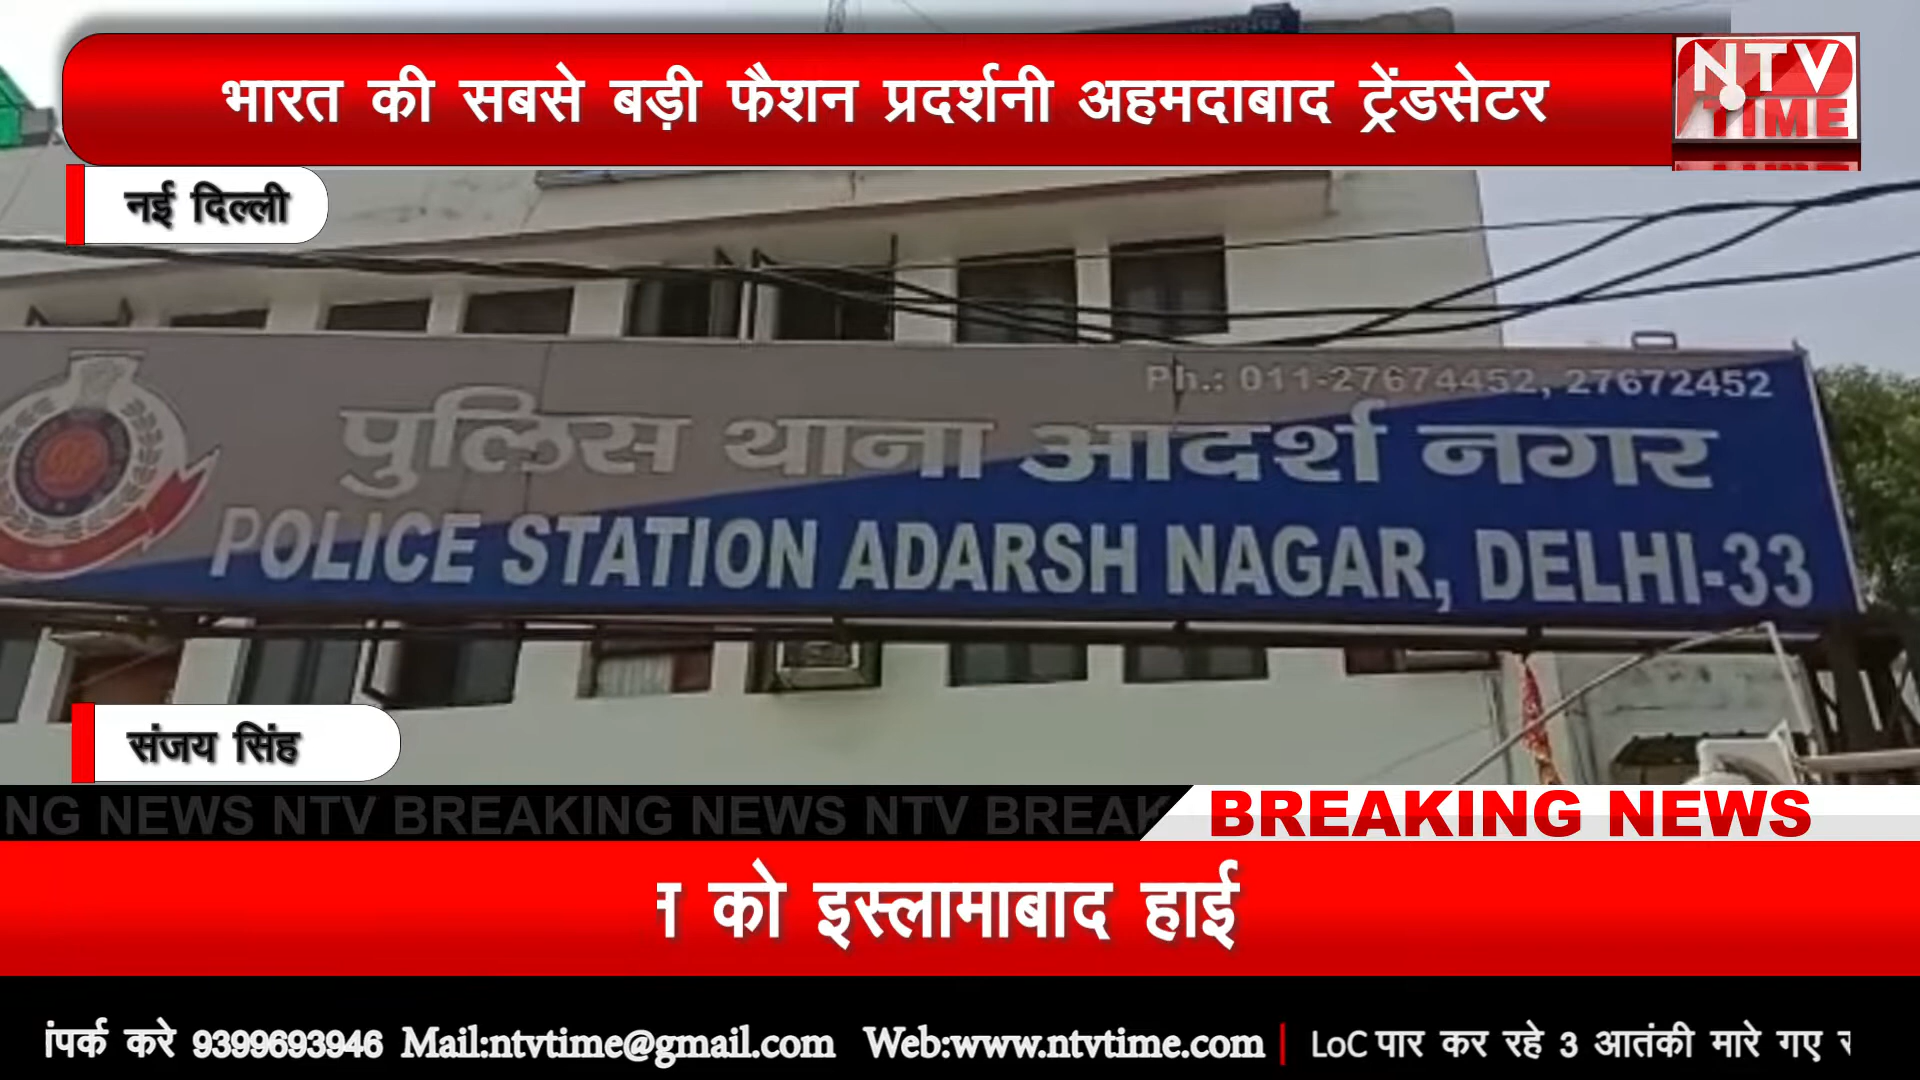 भारत की सबसे बड़ी फैशन प्रदर्शनी अहमदाबाद ट्रेंडसेटर
NTV
TIME
नई दिल्ली
Ph.: 011-27674452, 27672452
पुलिस थाना आदर्श नगर
POLICE STATION ADARSH NAGAR, DELHI-33
संजय सिंह
NG NEWS NTV BREAKING NEWS NTV BREAK
BREAKING NEWS
को इस्लामाबाद हाई
करे 9399693946 Mail:ntvtime@gmail.com Web:www.ntvtime.com | LoC पार कर रहे 3 आतंकी मारे गए